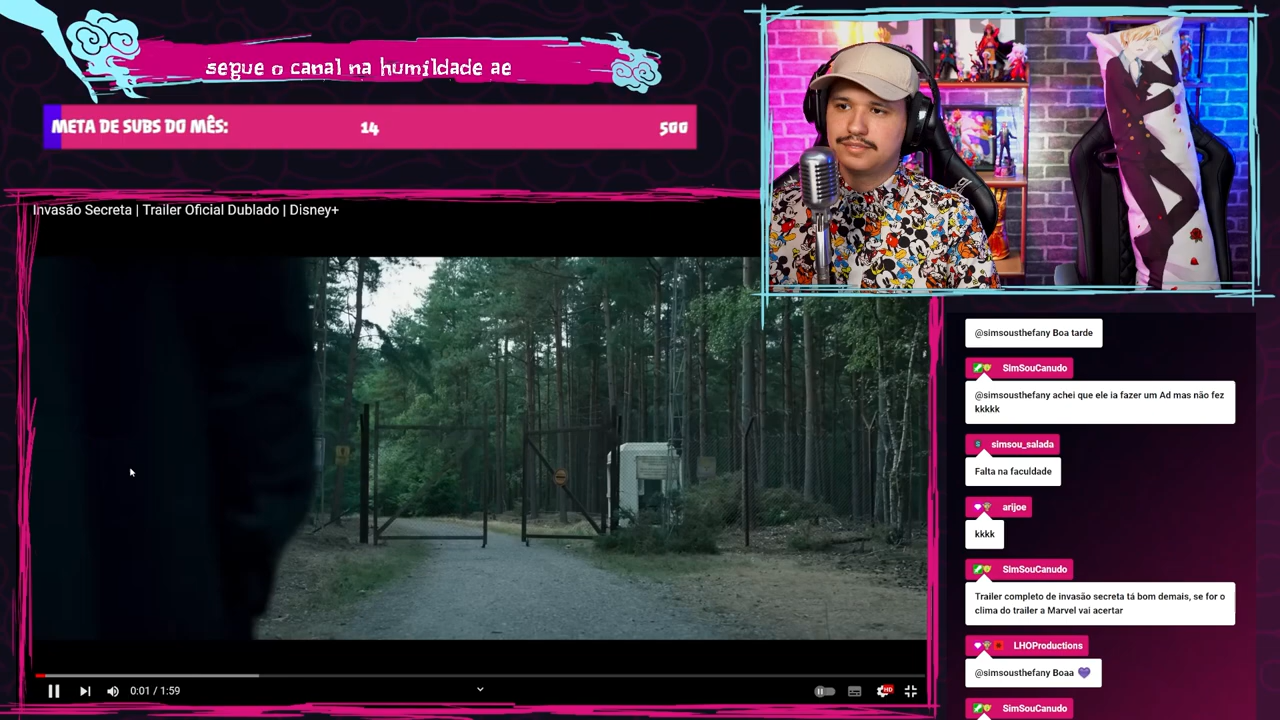 segue o canal na humildade ae
META DE SUBS DO MÊS: 14 500
Invasão Secreta | Trailer Oficial Dublado | Disney+
@simsousthefany Boa tarde
SimSouCanudo
@simsousthefany achei que ele ia fazer um Ad mas não fez
kkkkk
simsou_salada
Falta na faculdade
arijoe
kkkk
SimSouCanudo
Trailer completo de invasão secreta tá bom demais, se for o
clima do trailer a Marvel vai acertar
LHOProductions
@simsousthefany Boaa 💜
SimSouCanudo
0:01 / 1:59
HD